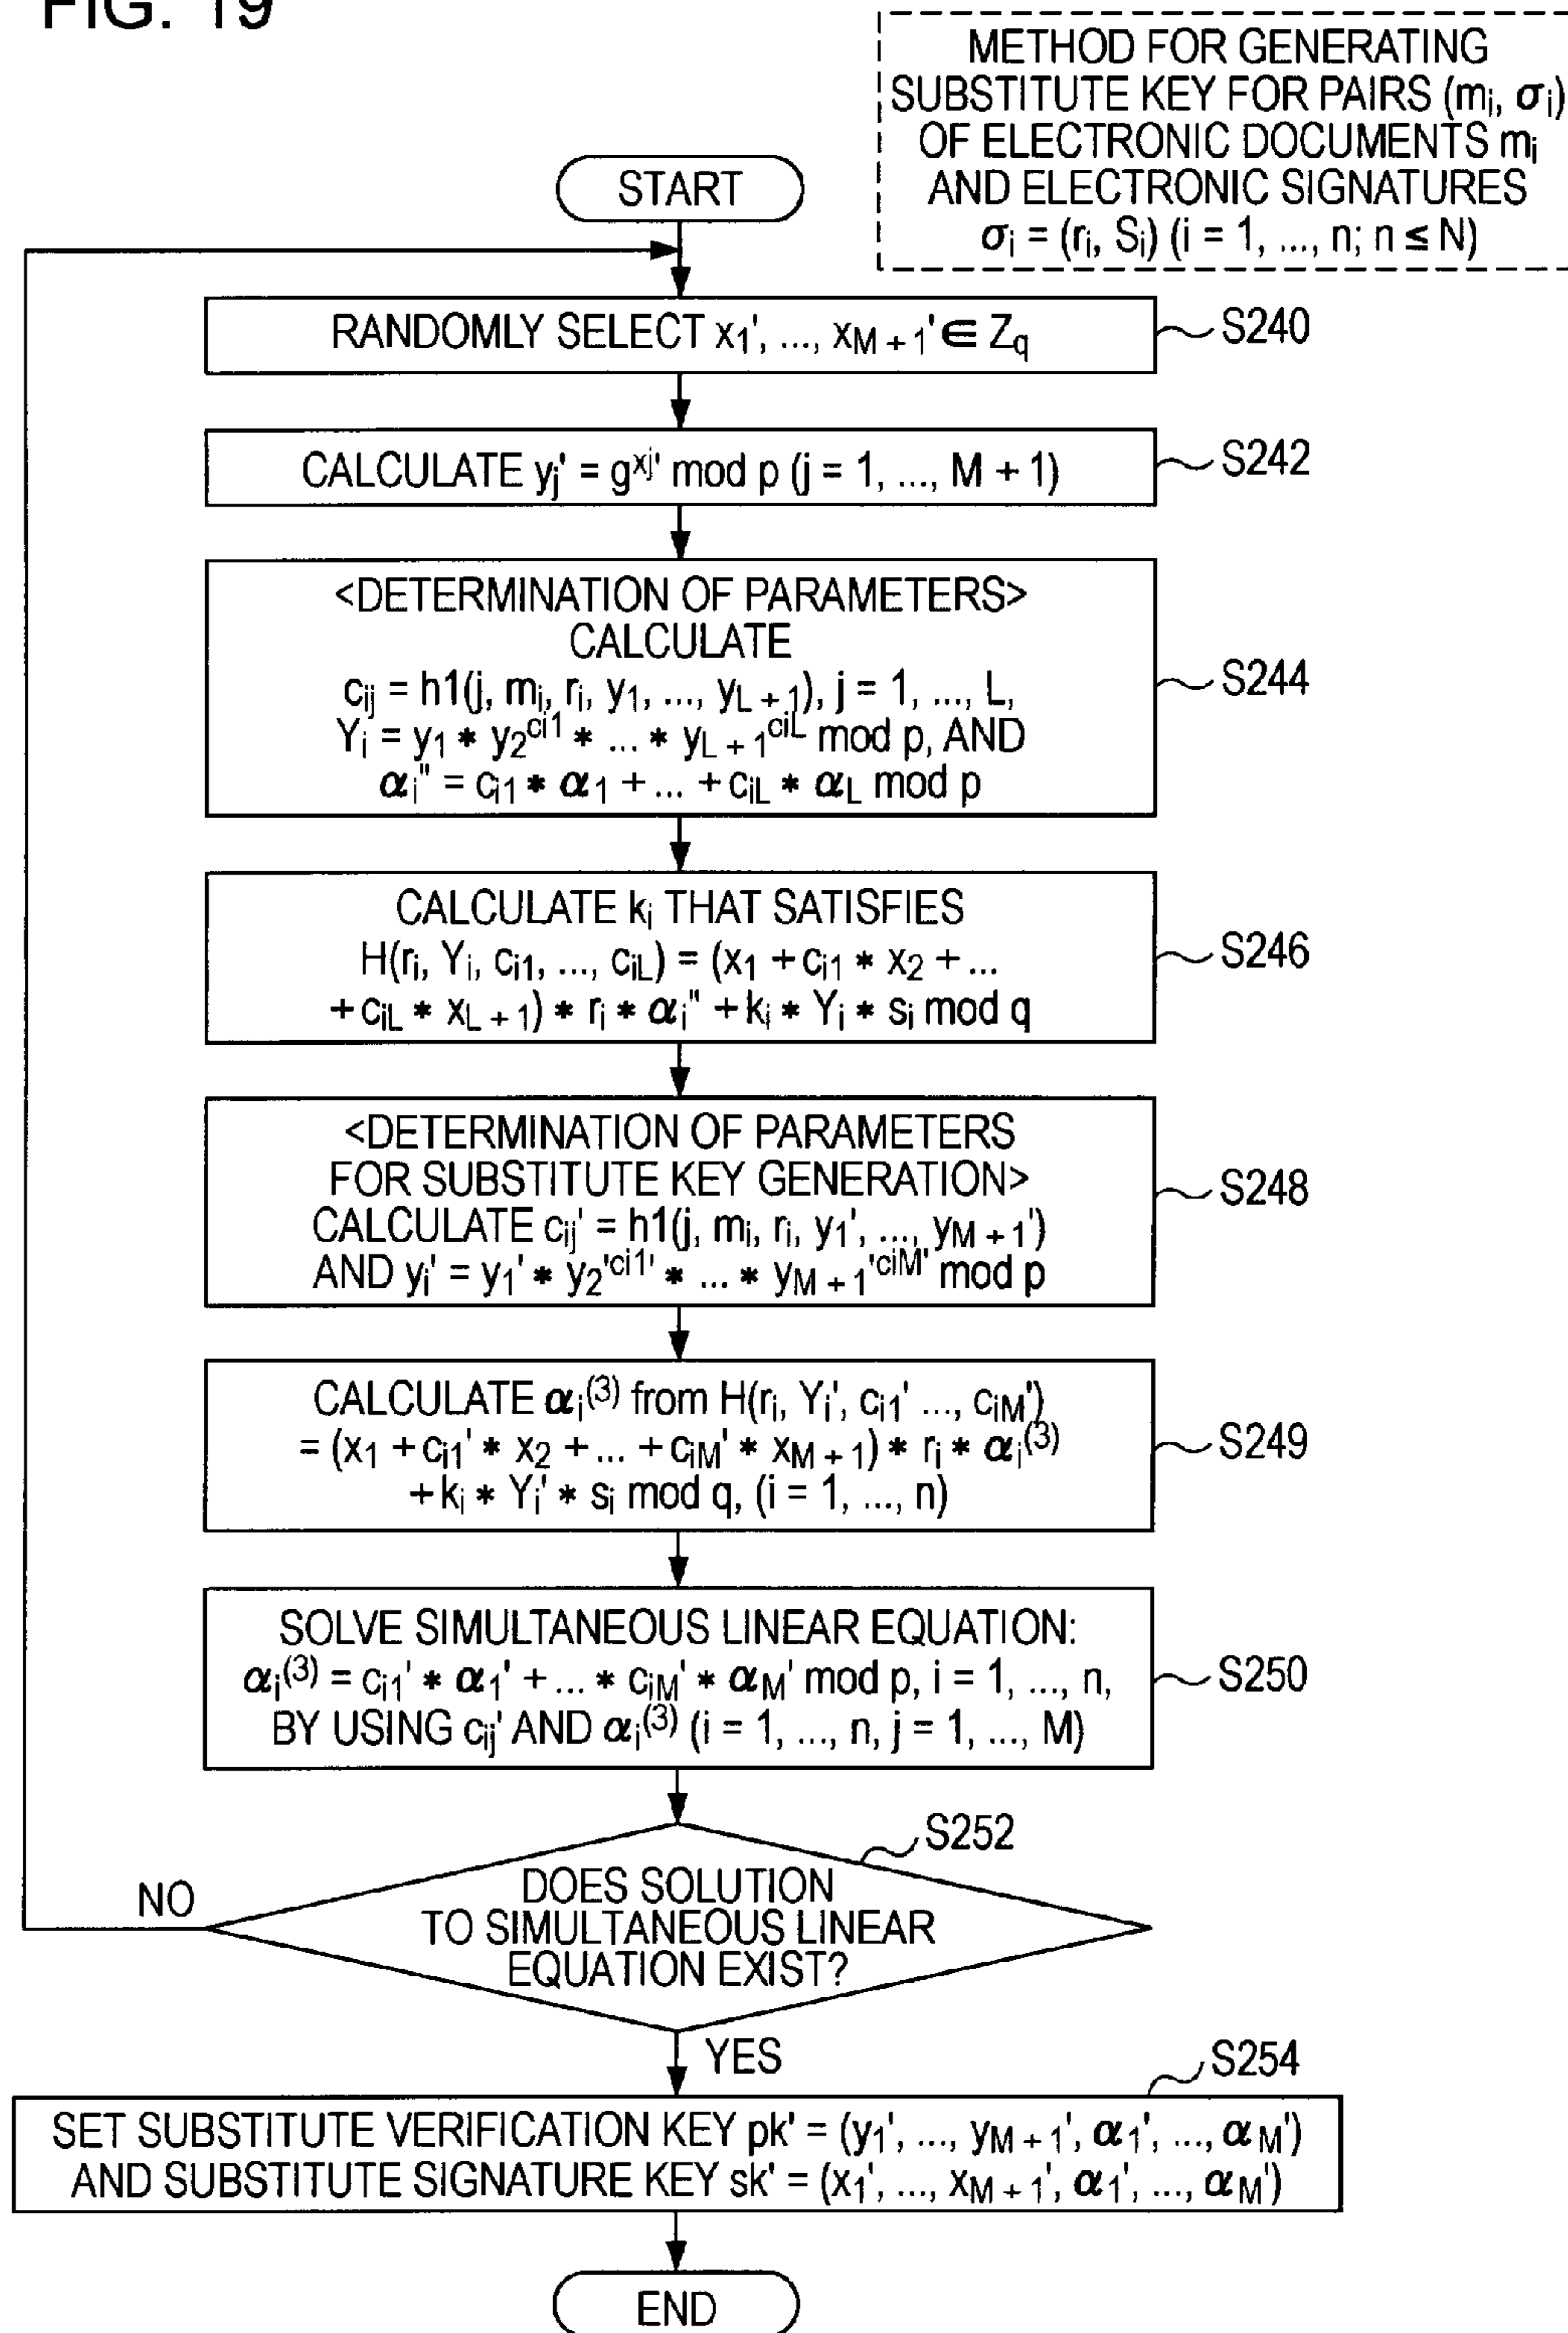 FIG. 19
METHOD FOR GENERATING
SUBSTITUTE KEY FOR PAIRS (mi, σi)
OF ELECTRONIC DOCUMENTS mi
AND ELECTRONIC SIGNATURES
σi = (ri, Si) (i = 1, ..., n; n ≤ N)
START
RANDOMLY SELECT x1', ..., xM + 1' ∈ Zq
S240
CALCULATE yj' = g^xj' mod p (j = 1, ..., M + 1)
S242
<DETERMINATION OF PARAMETERS>
CALCULATE
cij = h1(j, mi, ri, y1, ..., yL + 1), j = 1, ..., L,
Yi = y1 * y2^ci1 * ... * yL + 1^ciL mod p, AND
αi" = ci1 * α1 + ... + ciL * αL mod p
S244
CALCULATE ki THAT SATISFIES
H(ri, Yi, ci1, ..., ciL) = (x1 + ci1 * x2 + ...
+ ciL * xL + 1) * ri * αi" + ki * Yi * si mod q
S246
<DETERMINATION OF PARAMETERS
FOR SUBSTITUTE KEY GENERATION>
CALCULATE cij' = h1(j, mi, ri, y1', ..., yM + 1')
AND yi' = y1' * y2'^ci1' * ... * yM + 1'^ciM' mod p
S248
CALCULATE αi(3) from H(ri, Yi', ci1' ..., ciM')
= (x1 + ci1' * x2 + ... + ciM' * xM + 1) * ri * αi(3)
+ ki * Yi' * si mod q, (i = 1, ..., n)
S249
SOLVE SIMULTANEOUS LINEAR EQUATION:
αi(3) = ci1' * α1' + ... * ciM' * αM' mod p, i = 1, ..., n,
BY USING cij' AND αi(3) (i = 1, ..., n, j = 1, ..., M)
S250
S252
DOES SOLUTION
TO SIMULTANEOUS LINEAR
EQUATION EXIST?
NO
YES
S254
SET SUBSTITUTE VERIFICATION KEY pk' = (y1', ..., yM + 1', α1', ..., αM')
AND SUBSTITUTE SIGNATURE KEY sk' = (x1', ..., xM + 1', α1', ..., αM')
END